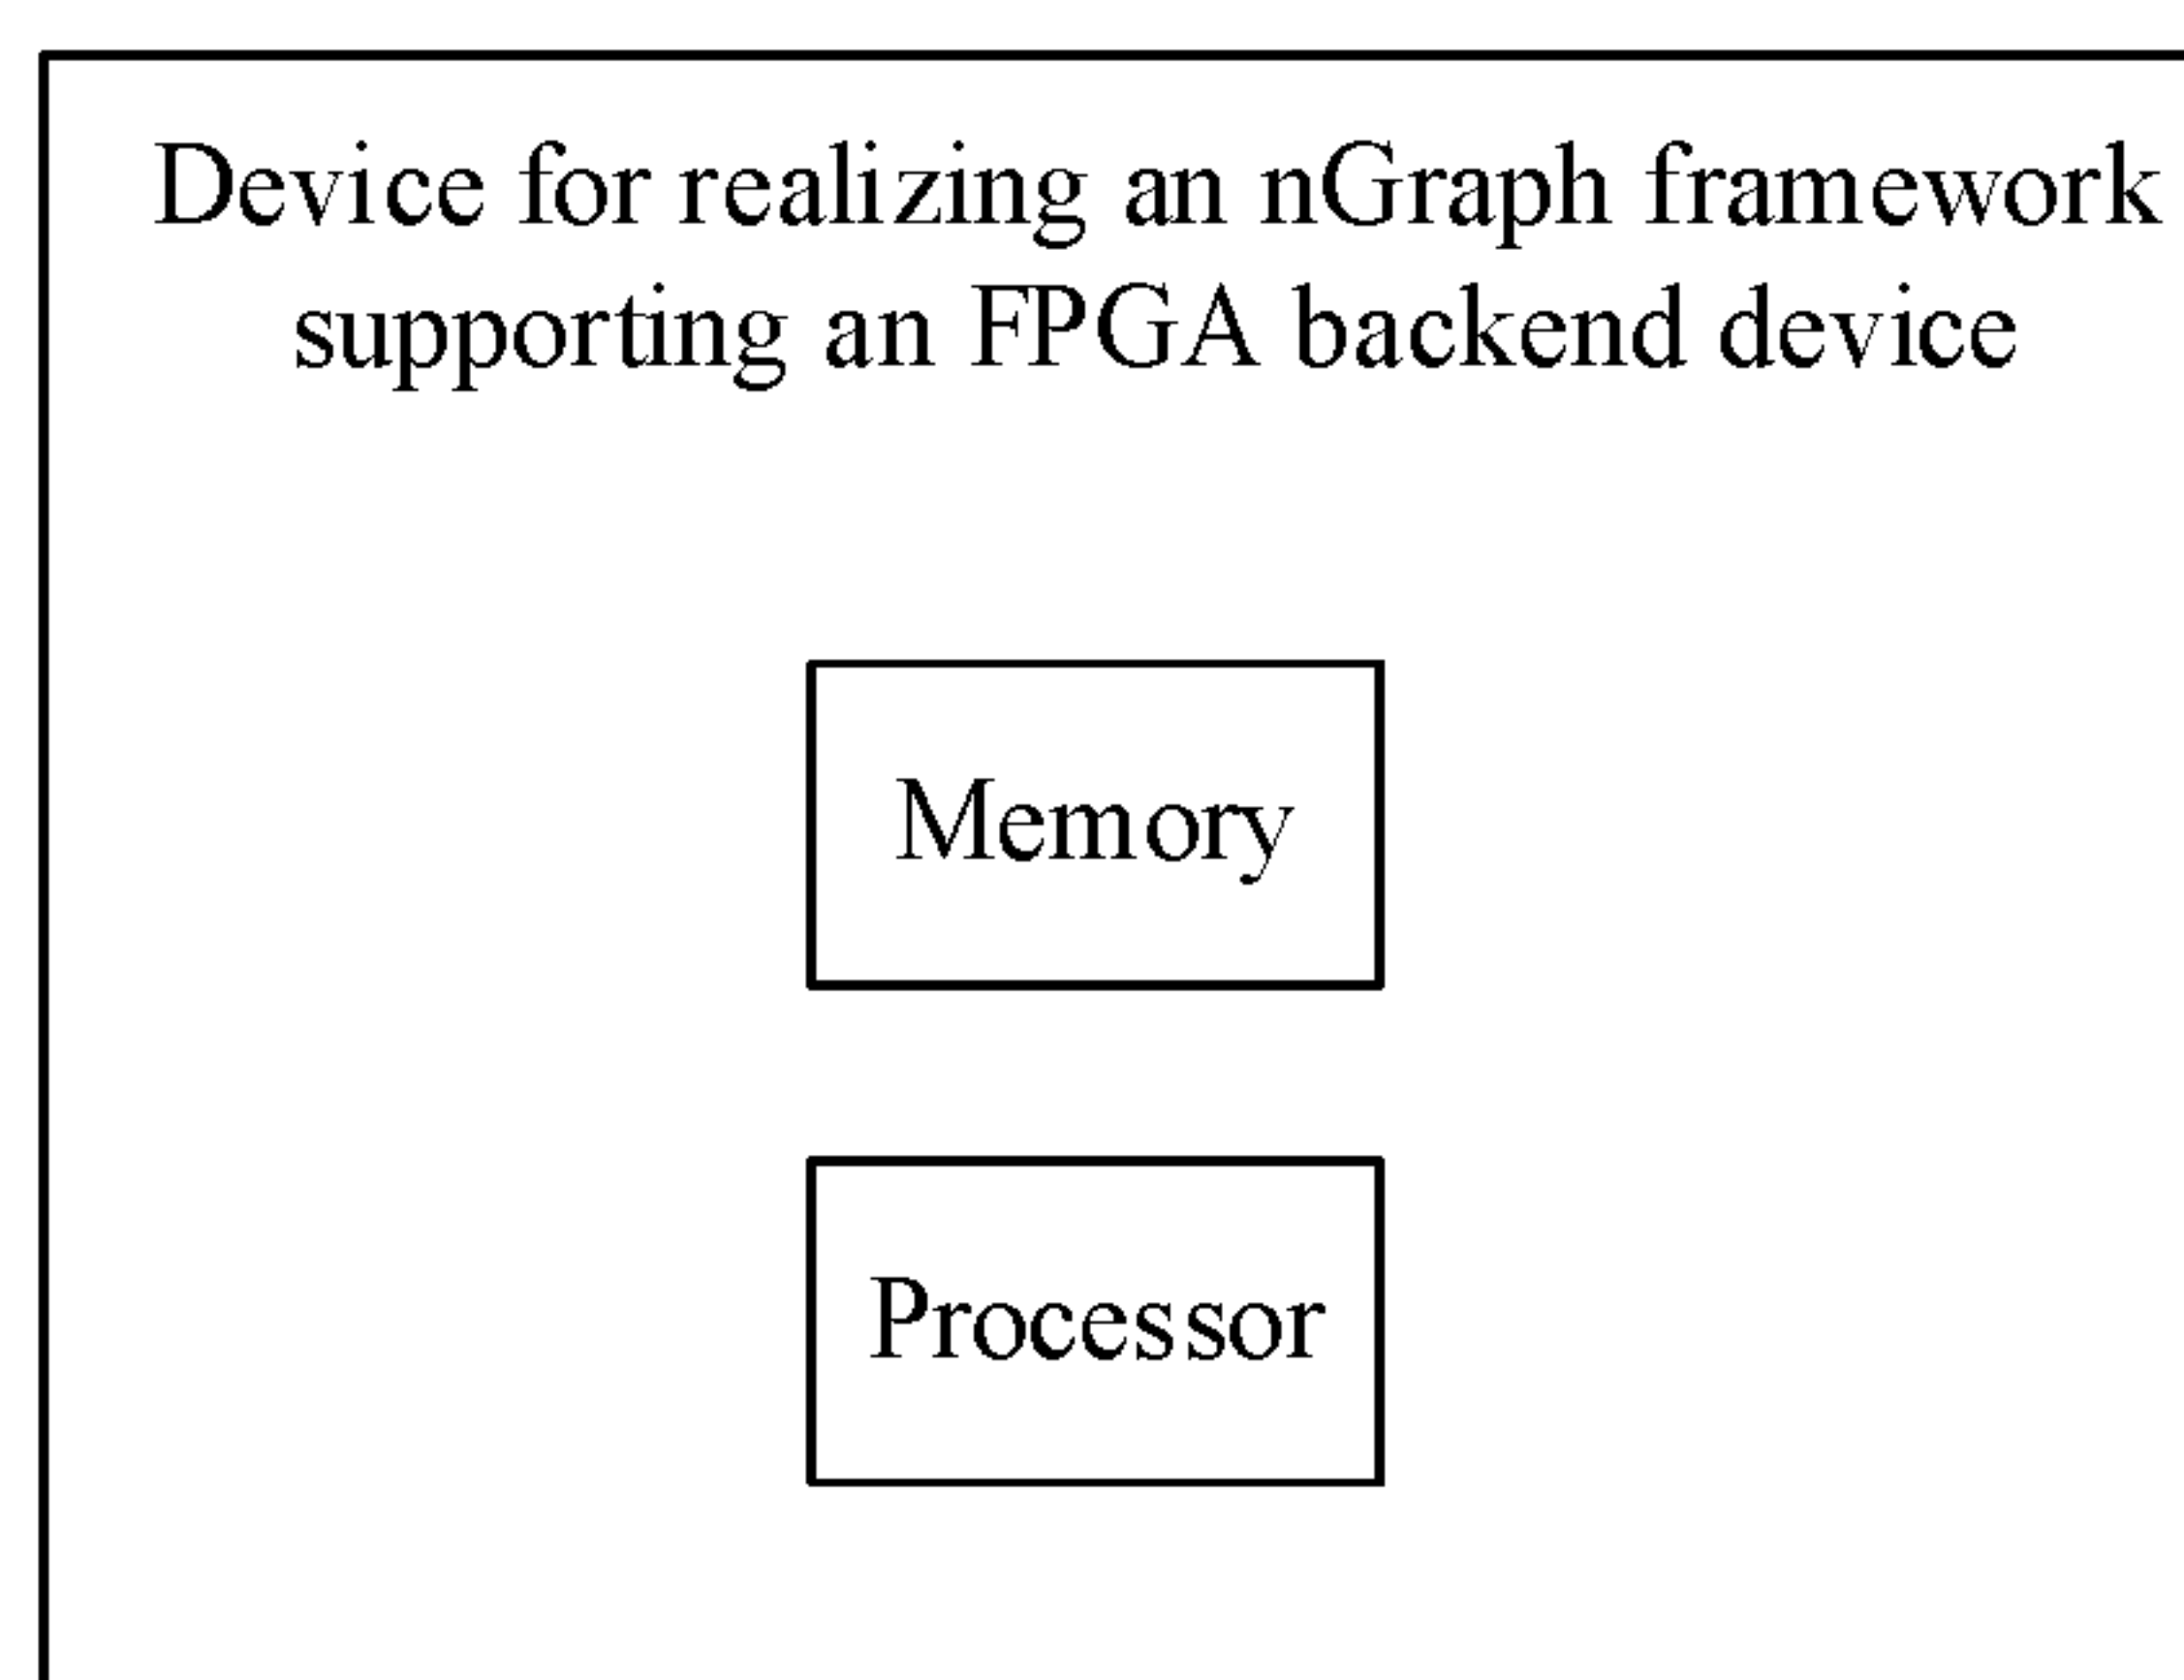 Device for realizing an nGraph framework
supporting an FPGA backend device
Memory
Processor